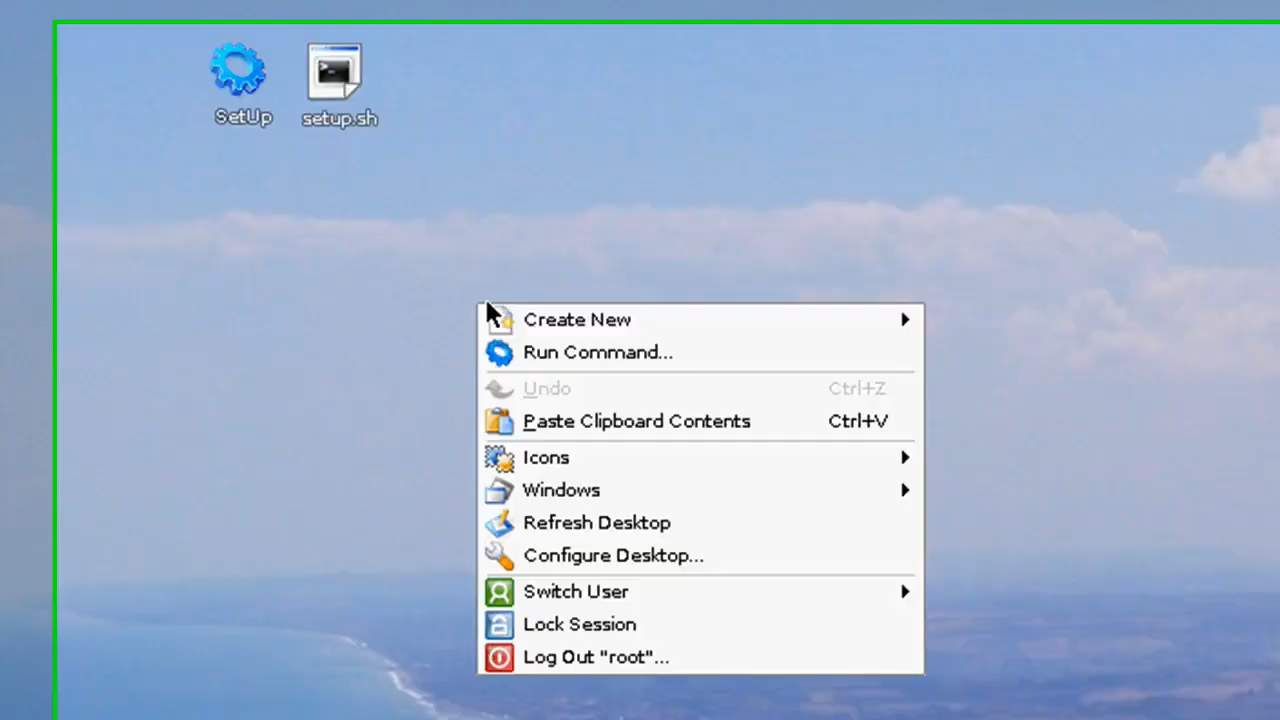 SetUp
setup.sh
Create New
Run Command...
Undo Ctrl+Z
Paste Clipboard Contents Ctrl+V
Icons
Windows
Refresh Desktop
Configure Desktop...
Switch User
Lock Session
Log Out "root"...